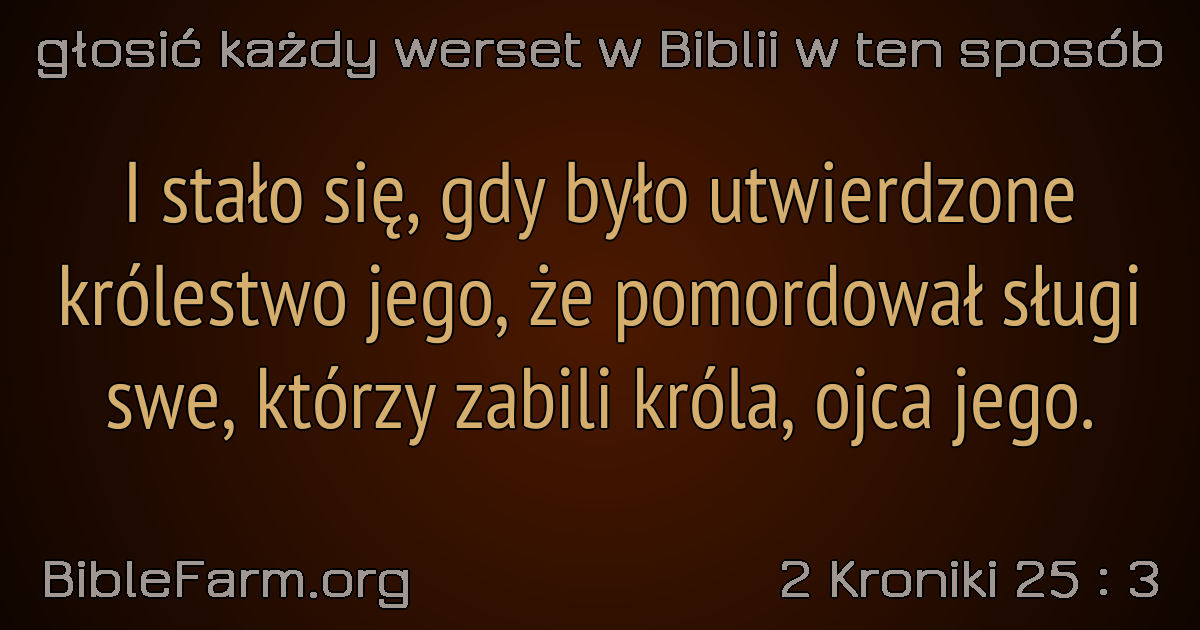 głosić każdy werset w Biblii w ten sposób
I stało się, gdy było utwierdzone
królestwo jego, że pomordował sługi
swe, którzy zabili króla, ojca jego.
BibleFarm.org
2 Kroniki 25 : 3